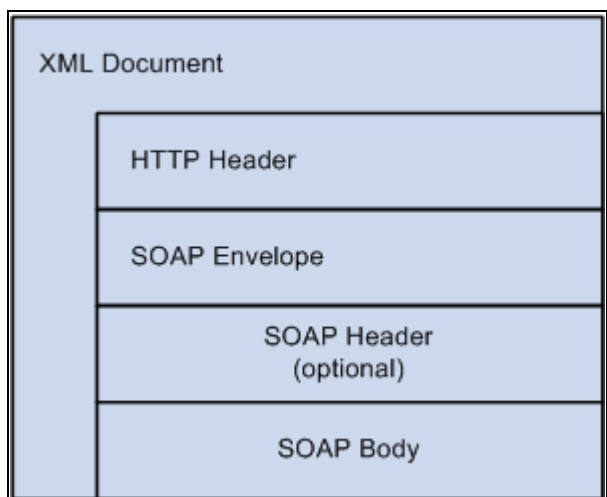 XML Document
HTTP Header
SOAP Envelope
SOAP Header
(optional)
SOAP Body